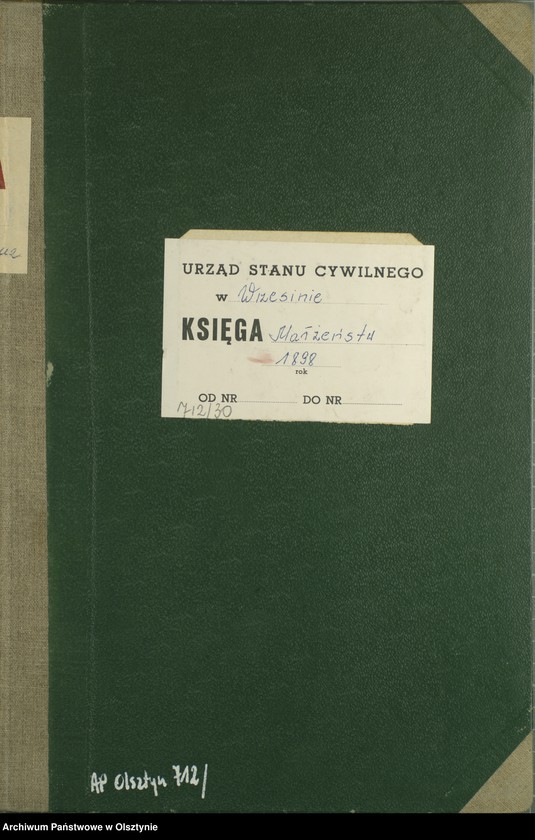 URZĄD STANU CYWILNEGO
w Wrzesinie
KSIĘGA Małżeństw
1898
rok
OD NR DO NR
712/30
AP Olsztyn 712/
Archiwum Państwowe w Olsztynie